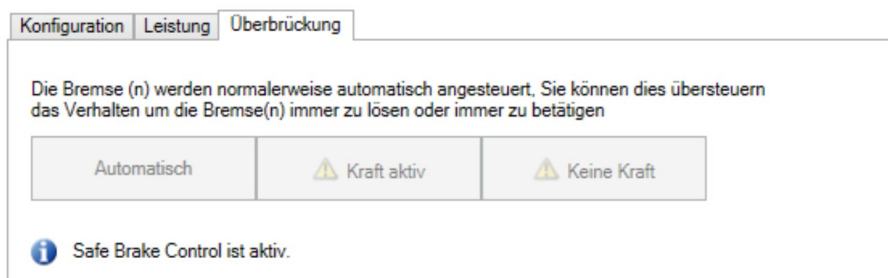 Konfiguration Leistung Überbrückung
Die Bremse (n) werden normalerweise automatisch angesteuert, Sie können dies übersteuern
das Verhalten um die Bremse(n) immer zu lösen oder immer zu betätigen
Automatisch Kraft aktiv Keine Kraft
Safe Brake Control ist aktiv.